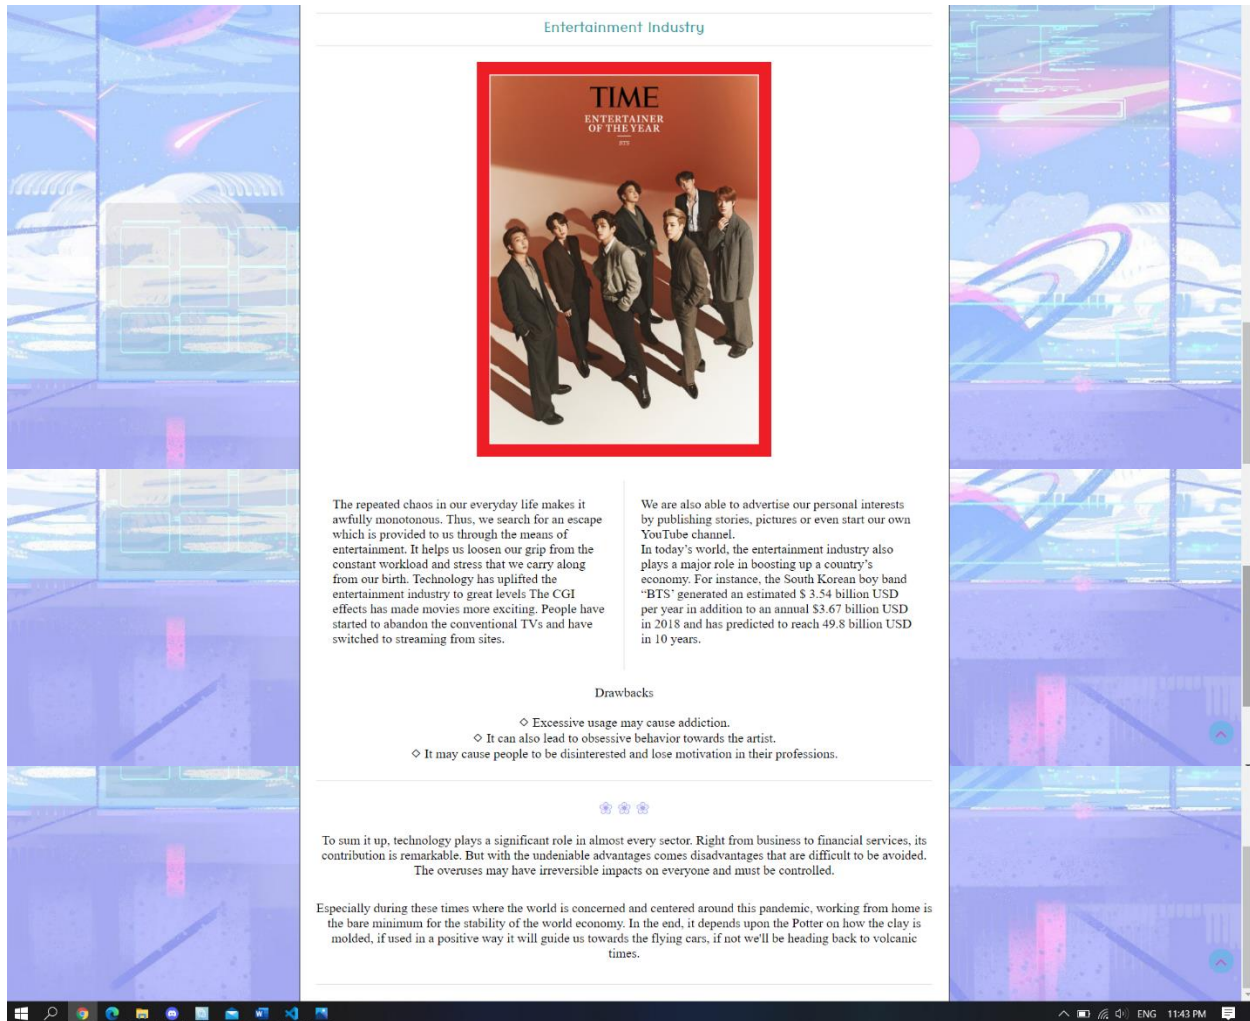 Entertainment Industry
TIME
ENTERTAINER
OF THE YEAR
BTS
The repeated chaos in our everyday life makes it
awfully monotonous. Thus, we search for an escape
which is provided to us through the means of
entertainment. It helps us loosen our grip from the
constant workload and stress that we carry along
from our birth. Technology has uplifted the
entertainment industry to great levels The CGI
effects has made movies more exciting. People have
started to abandon the conventional TVs and have
switched to streaming from sites.
We are also able to advertise our personal interests
by publishing stories, pictures or even start our own
YouTube channel.
In today’s world, the entertainment industry also
plays a major role in boosting up a country’s
economy. For instance, the South Korean boy band
“BTS’ generated an estimated $ 3.54 billion USD
per year in addition to an annual $3.67 billion USD
in 2018 and has predicted to reach 49.8 billion USD
in 10 years.
Drawbacks
◇ Excessive usage may cause addiction.
◇ It can also lead to obsessive behavior towards the artist.
◇ It may cause people to be disinterested and lose motivation in their professions.
To sum it up, technology plays a significant role in almost every sector. Right from business to financial services, its
contribution is remarkable. But with the undeniable advantages comes disadvantages that are difficult to be avoided.
The overuses may have irreversible impacts on everyone and must be controlled.
Especially during these times where the world is concerned and centered around this pandemic, working from home is
the bare minimum for the stability of the world economy. In the end, it depends upon the Potter on how the clay is
molded, if used in a positive way it will guide us towards the flying cars, if not we'll be heading back to volcanic
times.
ENG 11:43 PM